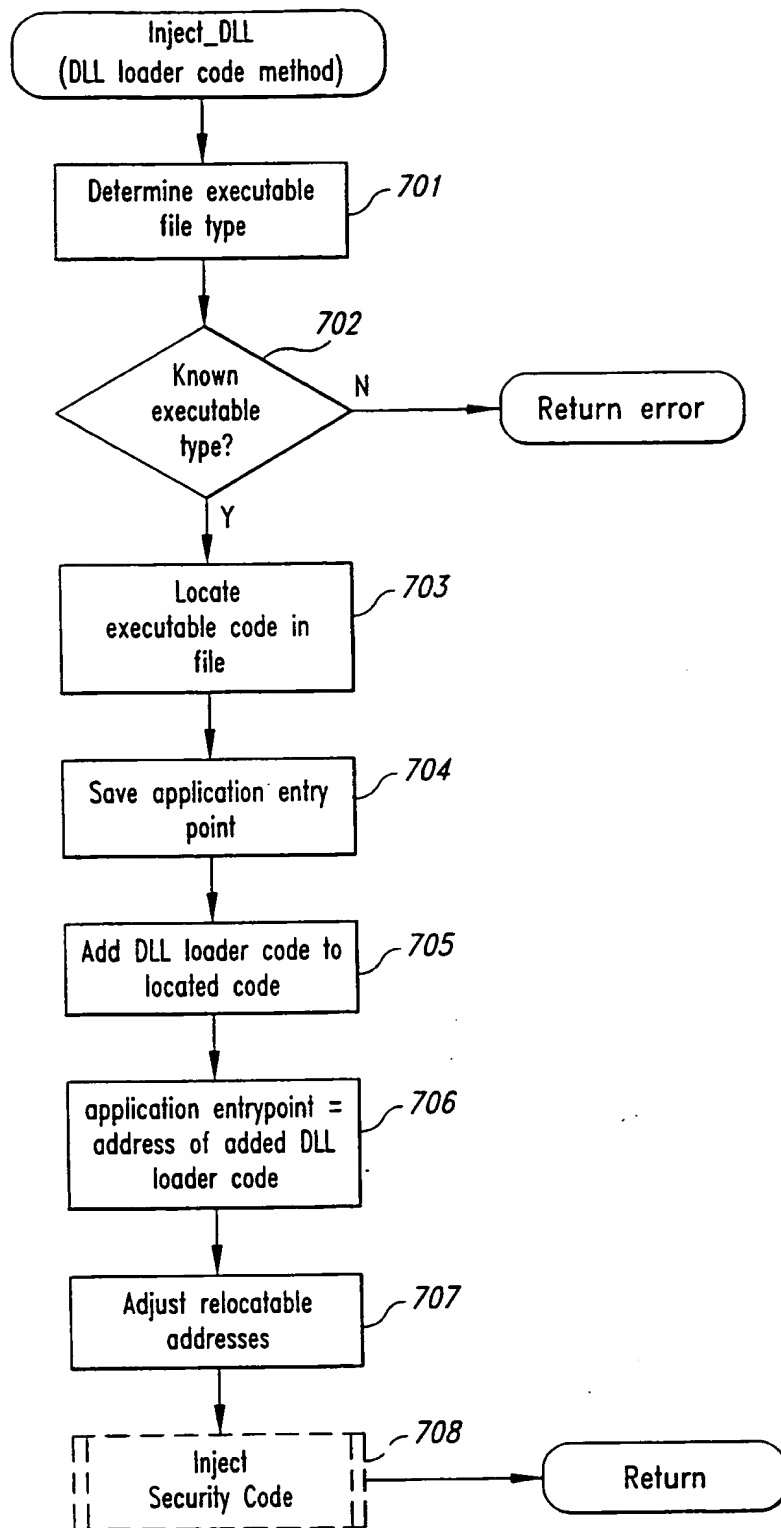 Inject_DLL
(DLL loader code method)
Determine executable
file type
701
702
Known
executable
type?
N
Return error
Y
Locate
executable code in
file
703
Save application entry
point
704
Add DLL loader code to
located code
705
application entrypoint =
address of added DLL
loader code
706
Adjust relocatable
addresses
707
Inject
Security Code
708
Return